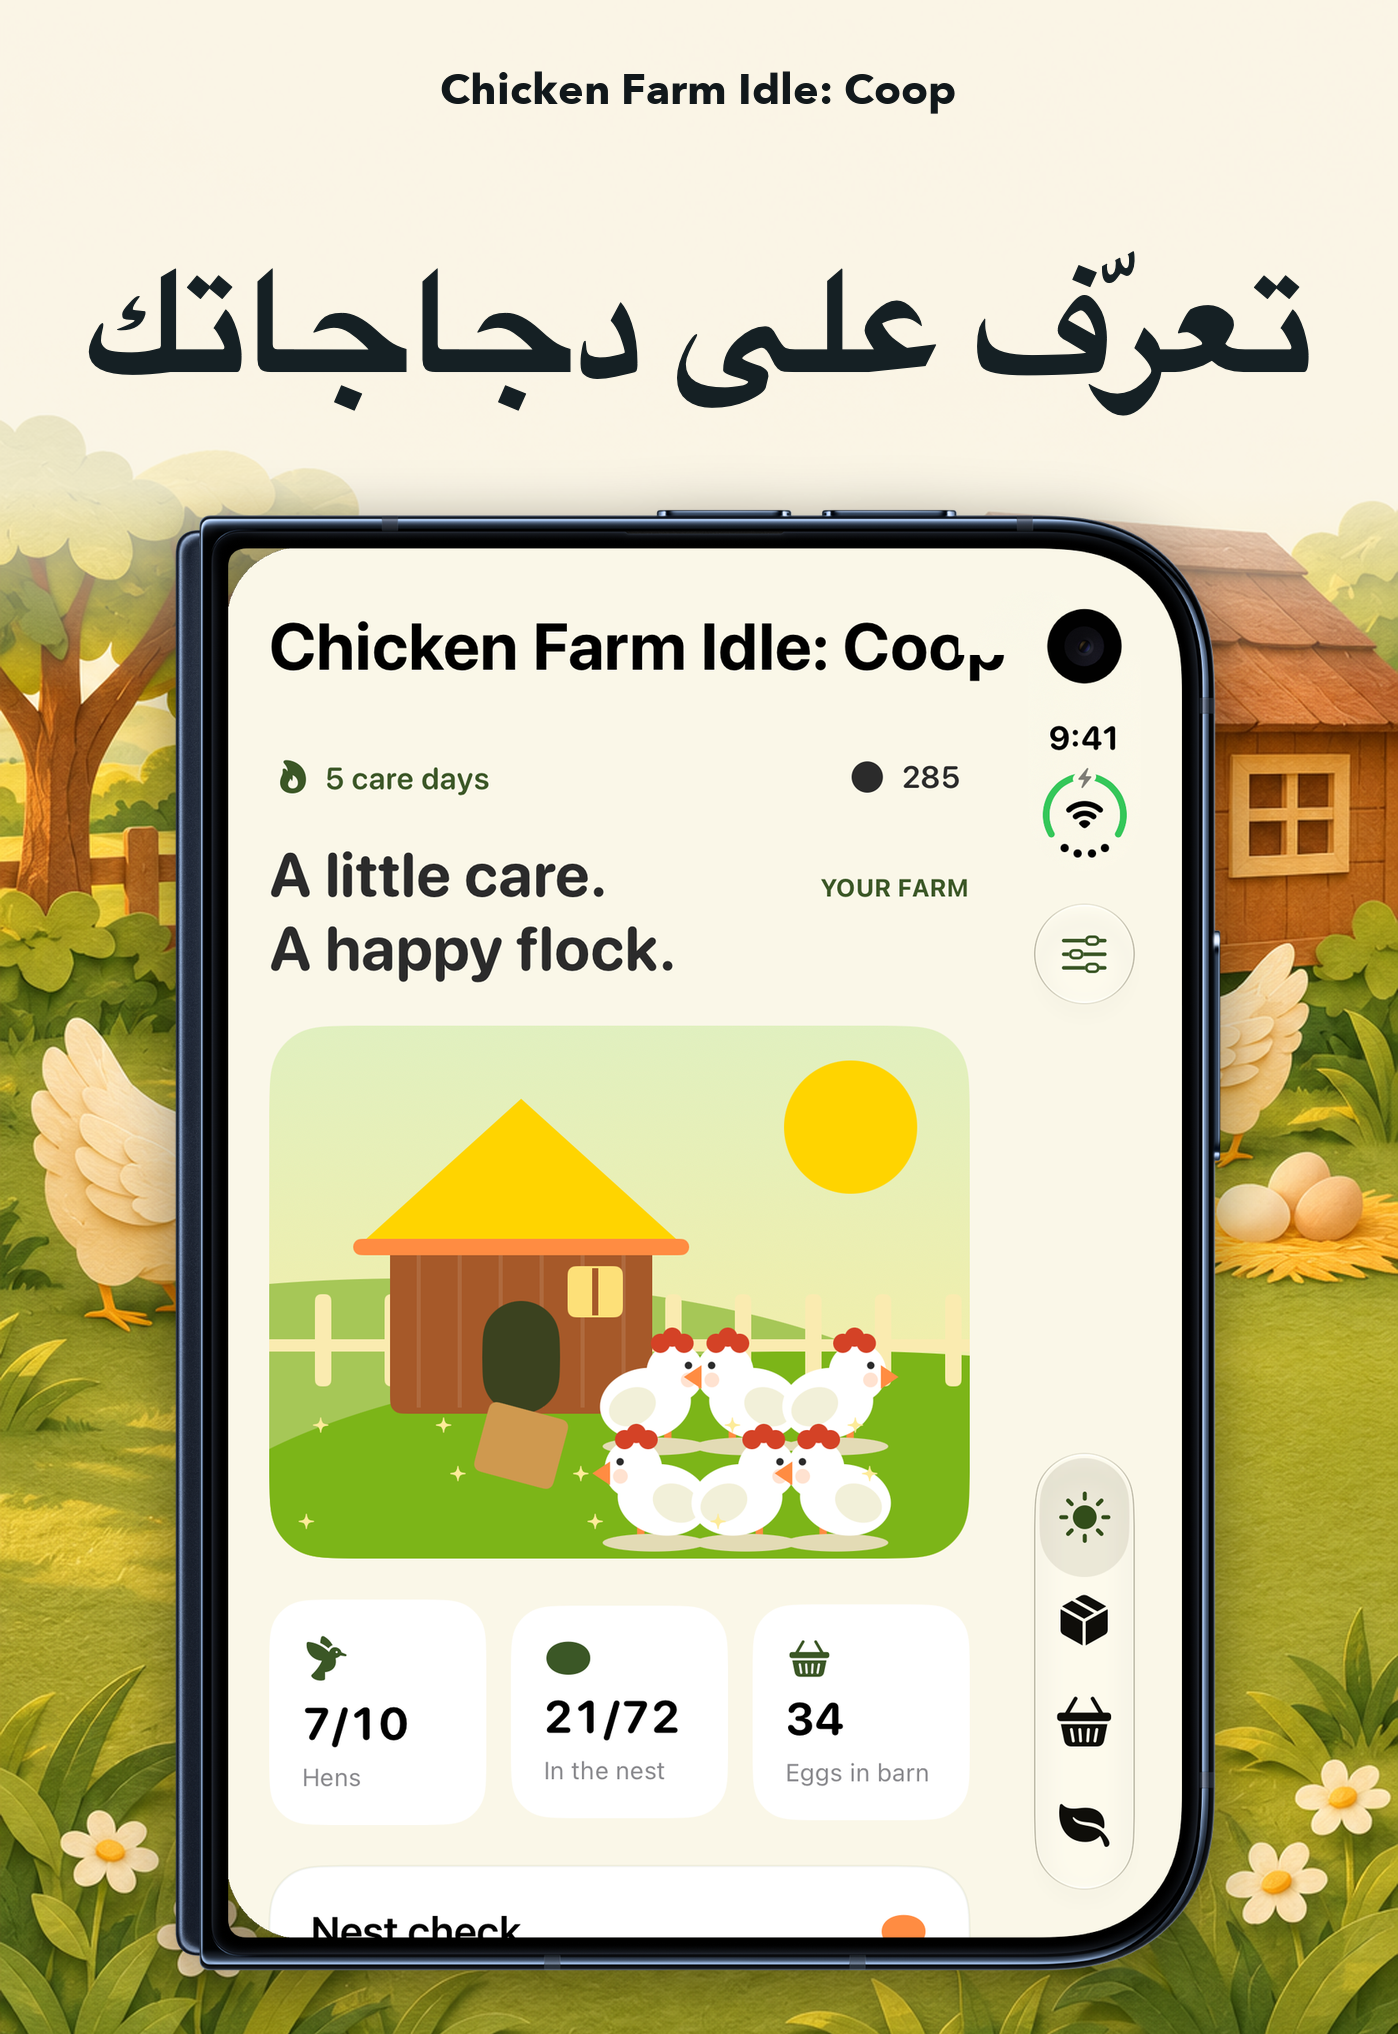 Chicken Farm Idle: Coop
تعرّف على دجاجاتك
Chicken Farm Idle: Coop
9:41
5 care days
285
A little care.
YOUR FARM
A happy flock.
7/10
21/72
34
Hens
In the nest
Eggs in barn
Nest check